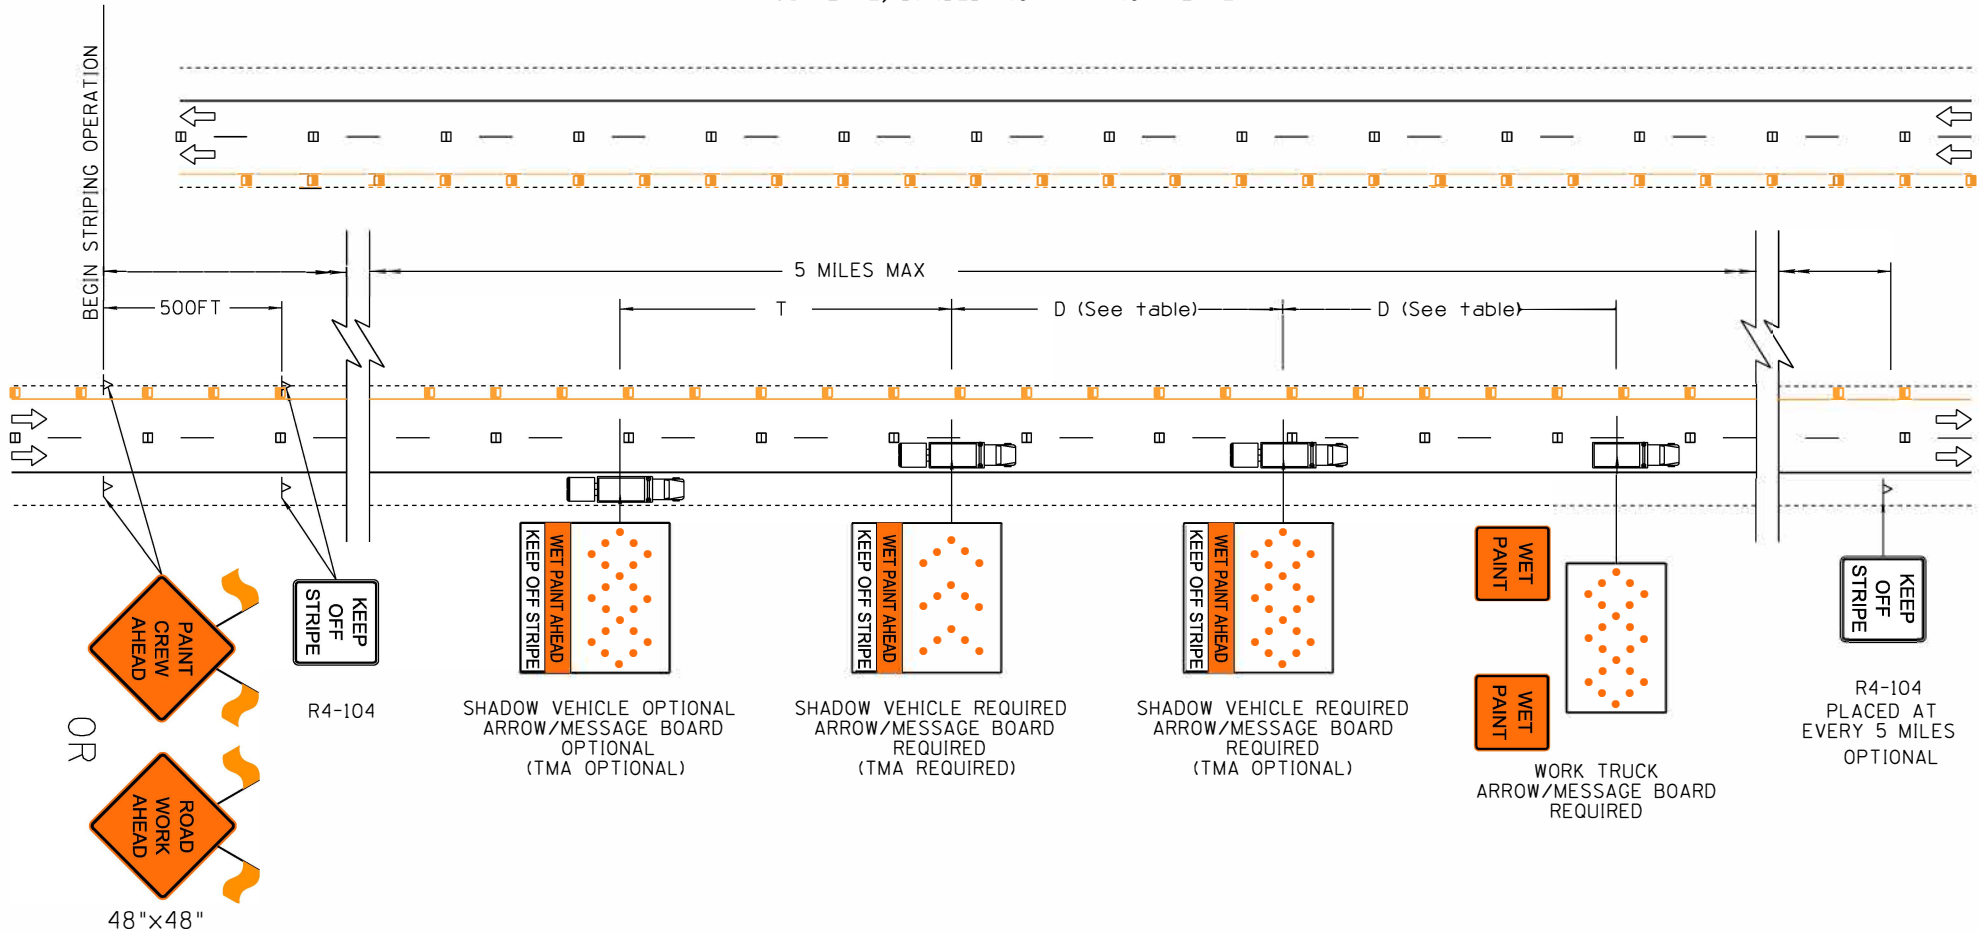 BEGIN STRIPING OPERATION
5 MILES MAX
500FT
T
D (See table)
D (See table)
PAINT
CREW
AHEAD
OR
ROAD
WORK
AHEAD
48"x48"
KEEP
OFF
STRIPE
R4-104
WET PAINT AHEAD
KEEP OFF STRIPE
SHADOW VEHICLE OPTIONAL
ARROW/MESSAGE BOARD
OPTIONAL
(TMA OPTIONAL)
WET PAINT AHEAD
KEEP OFF STRIPE
SHADOW VEHICLE REQUIRED
ARROW/MESSAGE BOARD
REQUIRED
(TMA REQUIRED)
WET PAINT AHEAD
KEEP OFF STRIPE
SHADOW VEHICLE REQUIRED
ARROW/MESSAGE BOARD
REQUIRED
(TMA OPTIONAL)
WET
PAINT
WET
PAINT
WORK TRUCK
ARROW/MESSAGE BOARD
REQUIRED
KEEP
OFF
STRIPE
R4-104
PLACED AT
EVERY 5 MILES
OPTIONAL